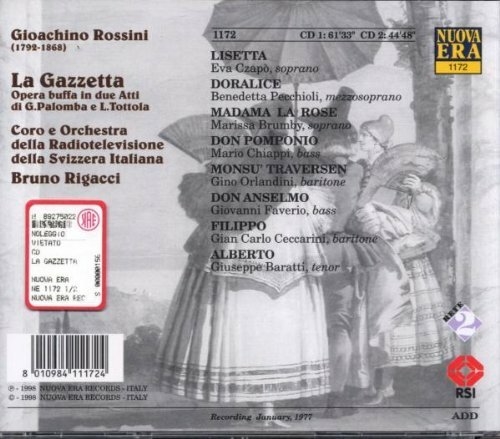 Gioachino Rossini
(1792-1868)
La Gazzetta
Opera buffa in due Atti
di G.Palomba e L.Tottola
Coro e Orchestra
della Radiotelevisione
della Svizzera Italiana
Bruno Rigacci
1172 CD 1: 61'33" CD 2: 44'48"
LISETTA
Eva Czapò, soprano
DORALICE
Benedetta Pecchioli, mezzosoprano
MADAMA LA ROSE
Marissa Brumby, soprano
DON POMPONIO
Mario Chiappi, bass
MONSU' TRAVERSEN
Gino Orlandini, baritone
DON ANSELMO
Giovanni Faverio, bass
FILIPPO
Gian Carlo Ceccarini, baritone
ALBERTO
Giuseppe Baratti, tenor
NUOVA
ERA
1172
NOLEGGIO
VIETATO
CD
LA GAZZETTA
NUOVA ERA
NE 1172 1/2
NUOVA ERA REC
8 010984 111724
℗ - 1998 NUOVA ERA RECORDS - ITALY
© - 1998 NUOVA ERA RECORDS - ITALY
Recording January, 1977
RETE
2
RSI
ADD